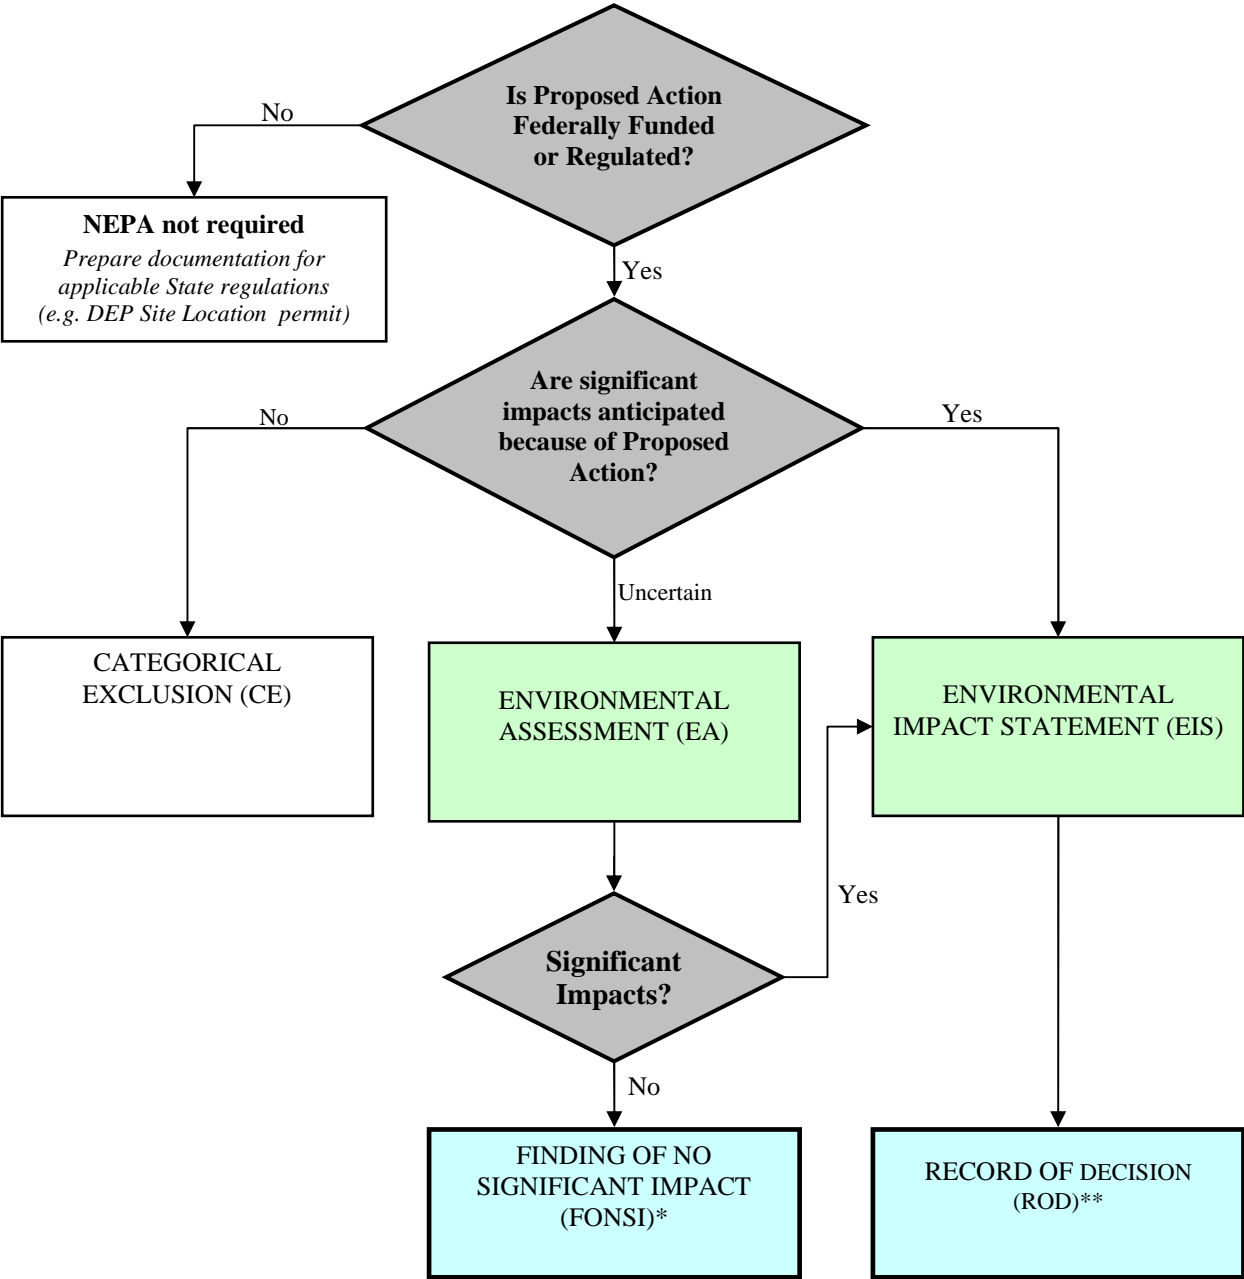 Is Proposed Action
Federally Funded
or Regulated?
No
NEPA not required
Prepare documentation for
applicable State regulations
(e.g. DEP Site Location permit)
Yes
Are significant
impacts anticipated
because of Proposed
Action?
No
Yes
Uncertain
CATEGORICAL
EXCLUSION (CE)
ENVIRONMENTAL
ASSESSMENT (EA)
ENVIRONMENTAL
IMPACT STATEMENT (EIS)
Yes
Significant
Impacts?
No
FINDING OF NO
SIGNIFICANT IMPACT
(FONSI)*
RECORD OF DECISION
(ROD)**